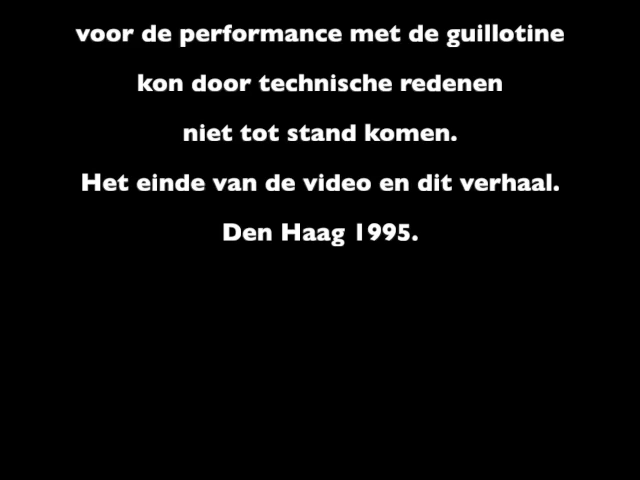 voor de performance met de guillotine
kon door technische redenen
niet tot stand komen.
Het einde van de video en dit verhaal.
Den Haag 1995.